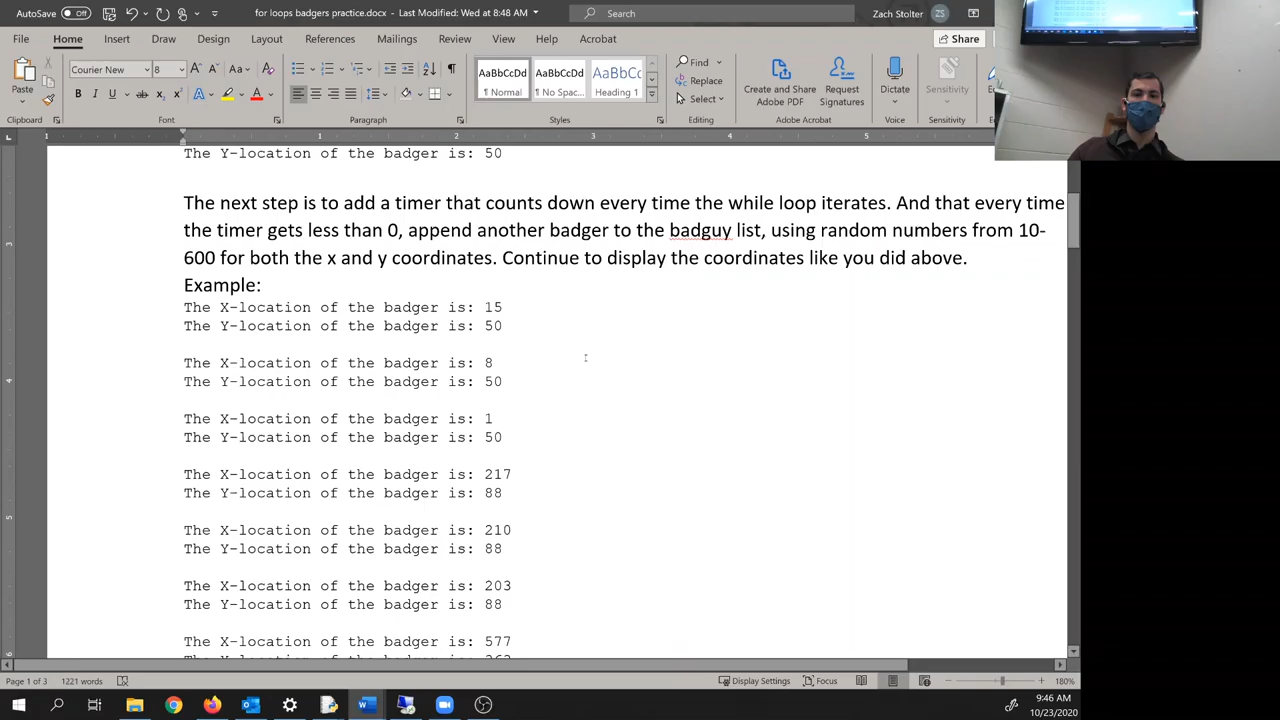 AutoSave Off for loops badgers practice.docx - Last Modified: Wed at 8:48 AM Search Zach Stolter ZS
File Home Insert Draw Design Layout References Mailings Review View Help Acrobat Share
Courier New 8 Aa AaBbCcDd AaBbCcDd AaBbCc Find
Paste Replace Create and Share Adobe PDF Request Signatures Dictate Sensitivity
B I U ab x2 x2 A A Normal No Spac... Heading 1 Select
Clipboard Font Paragraph Styles Editing Adobe Acrobat Voice Sensitivity
1 1 2 3 4 5
The Y-location of the badger is: 50
The next step is to add a timer that counts down every time the while loop iterates. And that every time
the timer gets less than 0, append another badger to the badguy list, using random numbers from 10-
600 for both the x and y coordinates. Continue to display the coordinates like you did above.
Example:
The X-location of the badger is: 15
The Y-location of the badger is: 50
The X-location of the badger is: 8
The Y-location of the badger is: 50
The X-location of the badger is: 1
The Y-location of the badger is: 50
The X-location of the badger is: 217
The Y-location of the badger is: 88
The X-location of the badger is: 210
The Y-location of the badger is: 88
The X-location of the badger is: 203
The Y-location of the badger is: 88
The X-location of the badger is: 577
Page 1 of 3 1221 words Display Settings Focus 180%
9:46 AM
10/23/2020